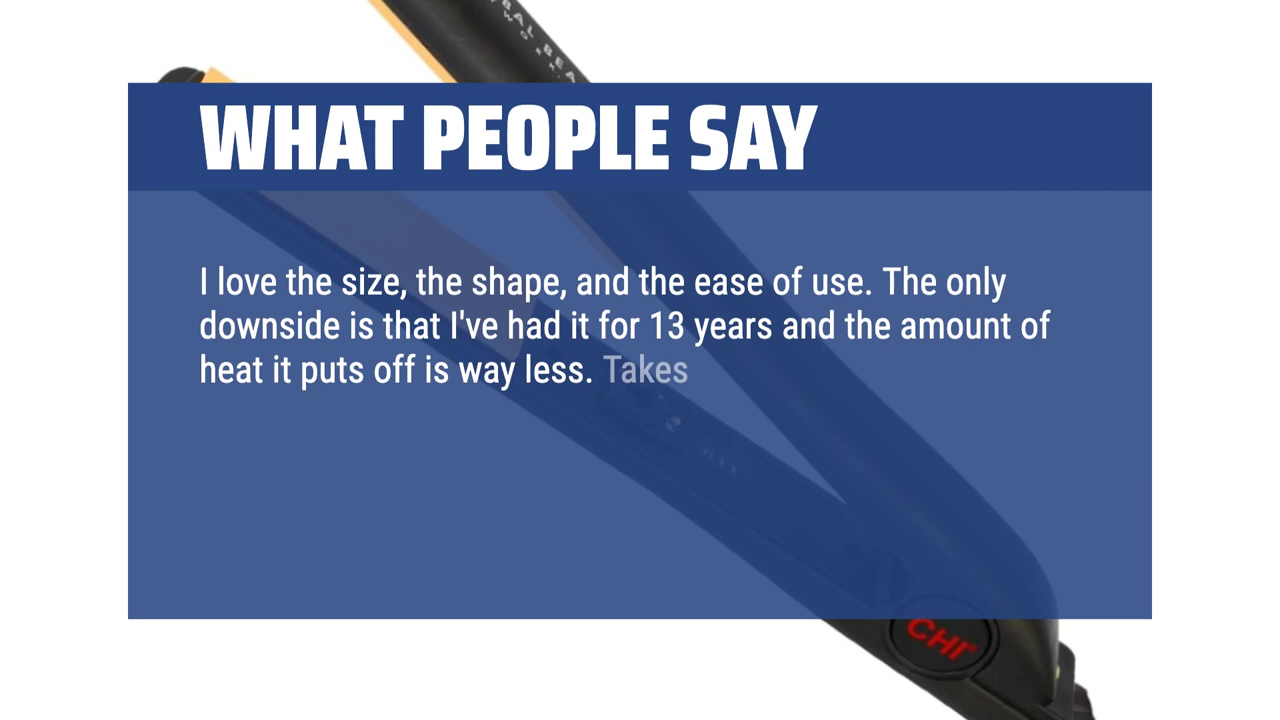 WHAT PEOPLE SAY
I love the size, the shape, and the ease of use. The only
downside is that I've had it for 13 years and the amount of
heat it puts off is way less. Takes
CHI